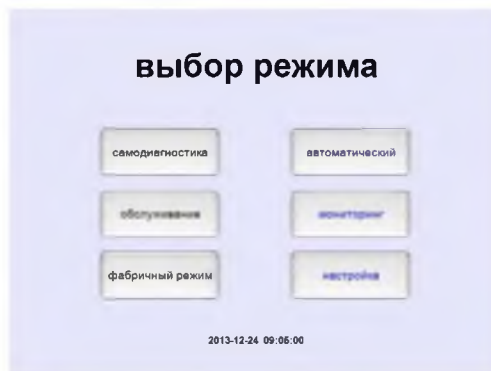 выбор режима
самодиагностика
автоматический
обслуживание
мониторинг
фабричный режим
настройка
2013-12-24 09:05:00